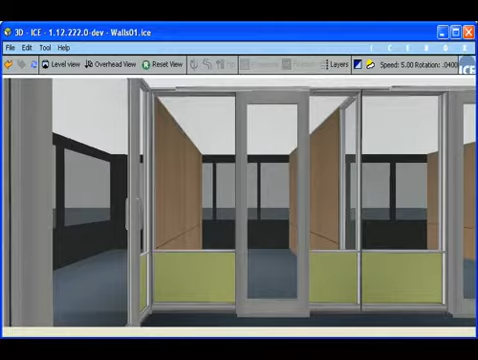 3D - ICE - 1.12.222.0-dev - Walls01.ice
File Edit Tool Help
Level view Overhead View Reset View Layers Speed: 5.00 Rotation: .0400